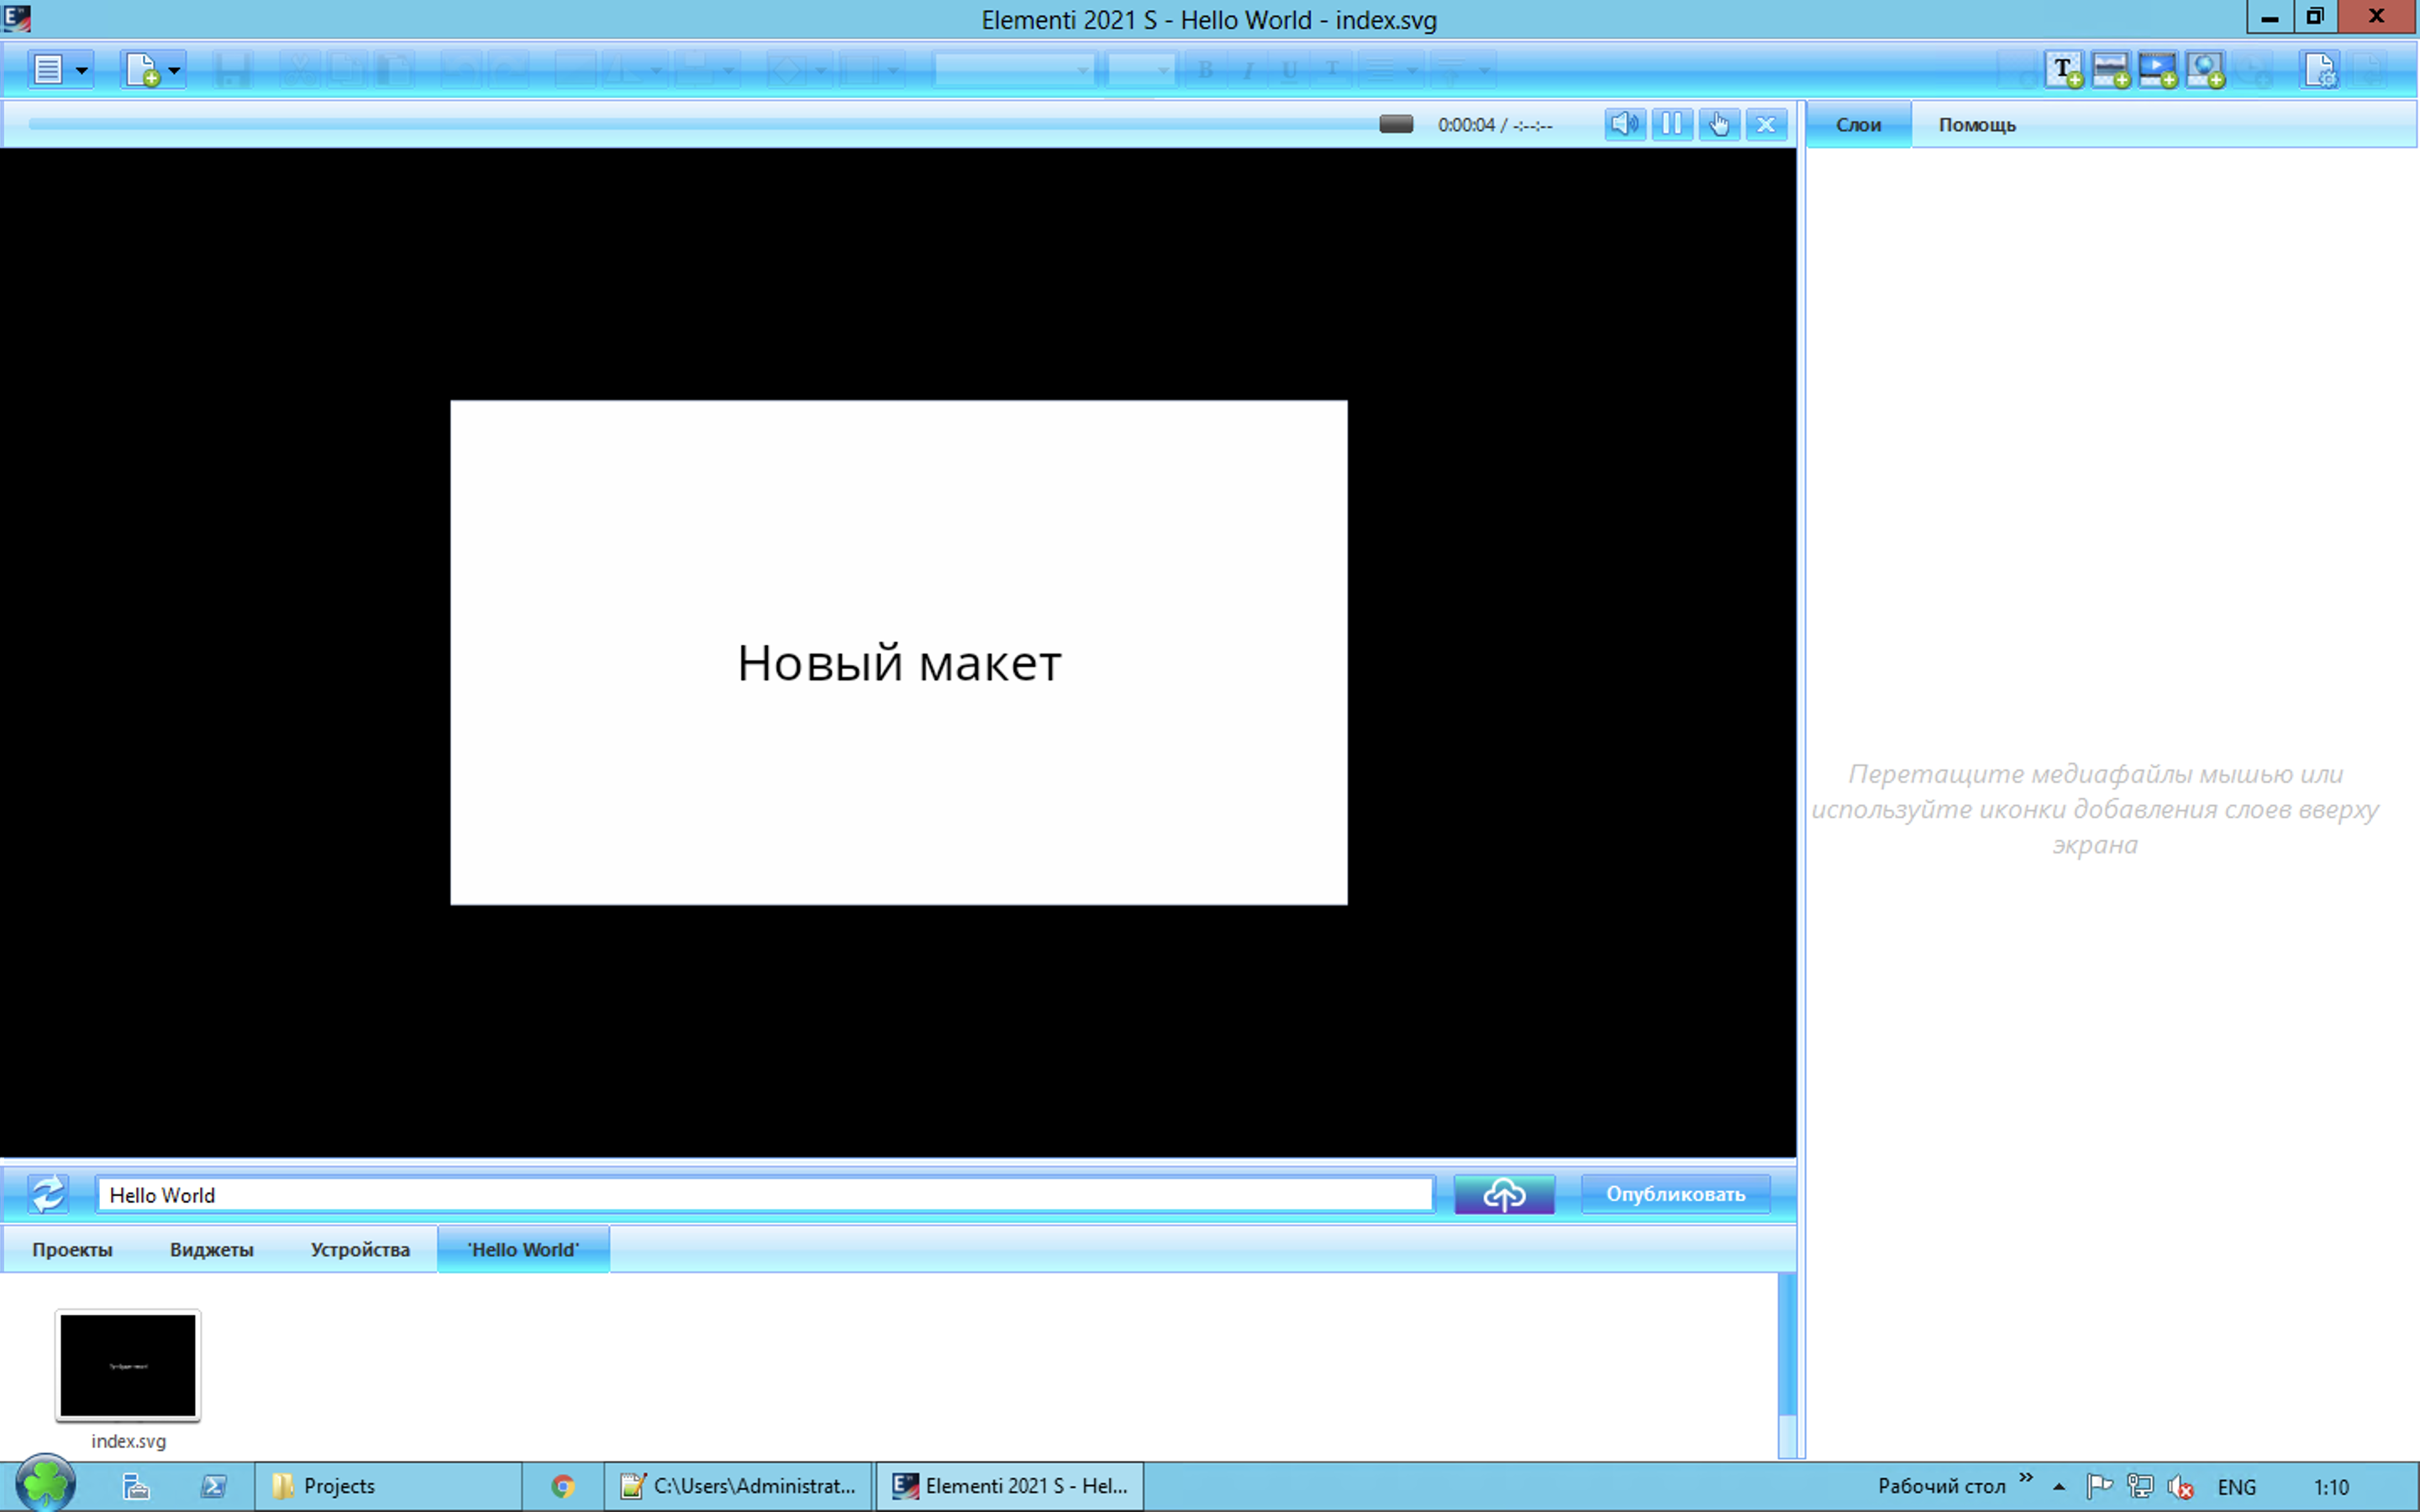 Elementi 2021 S - Hello World - index.svg
B I U T
T
0:00:04 / -:--:--
Слои Помощь
Новый макет
Перетащите медиафайлы мышью или
используйте иконки добавления слоев вверху
экрана
Hello World
Опубликовать
Проекты Виджеты Устройства 'Hello World'
index.svg
Projects C:\Users\Administrat... Elementi 2021 S - Hel... Рабочий стол » ENG 1:10